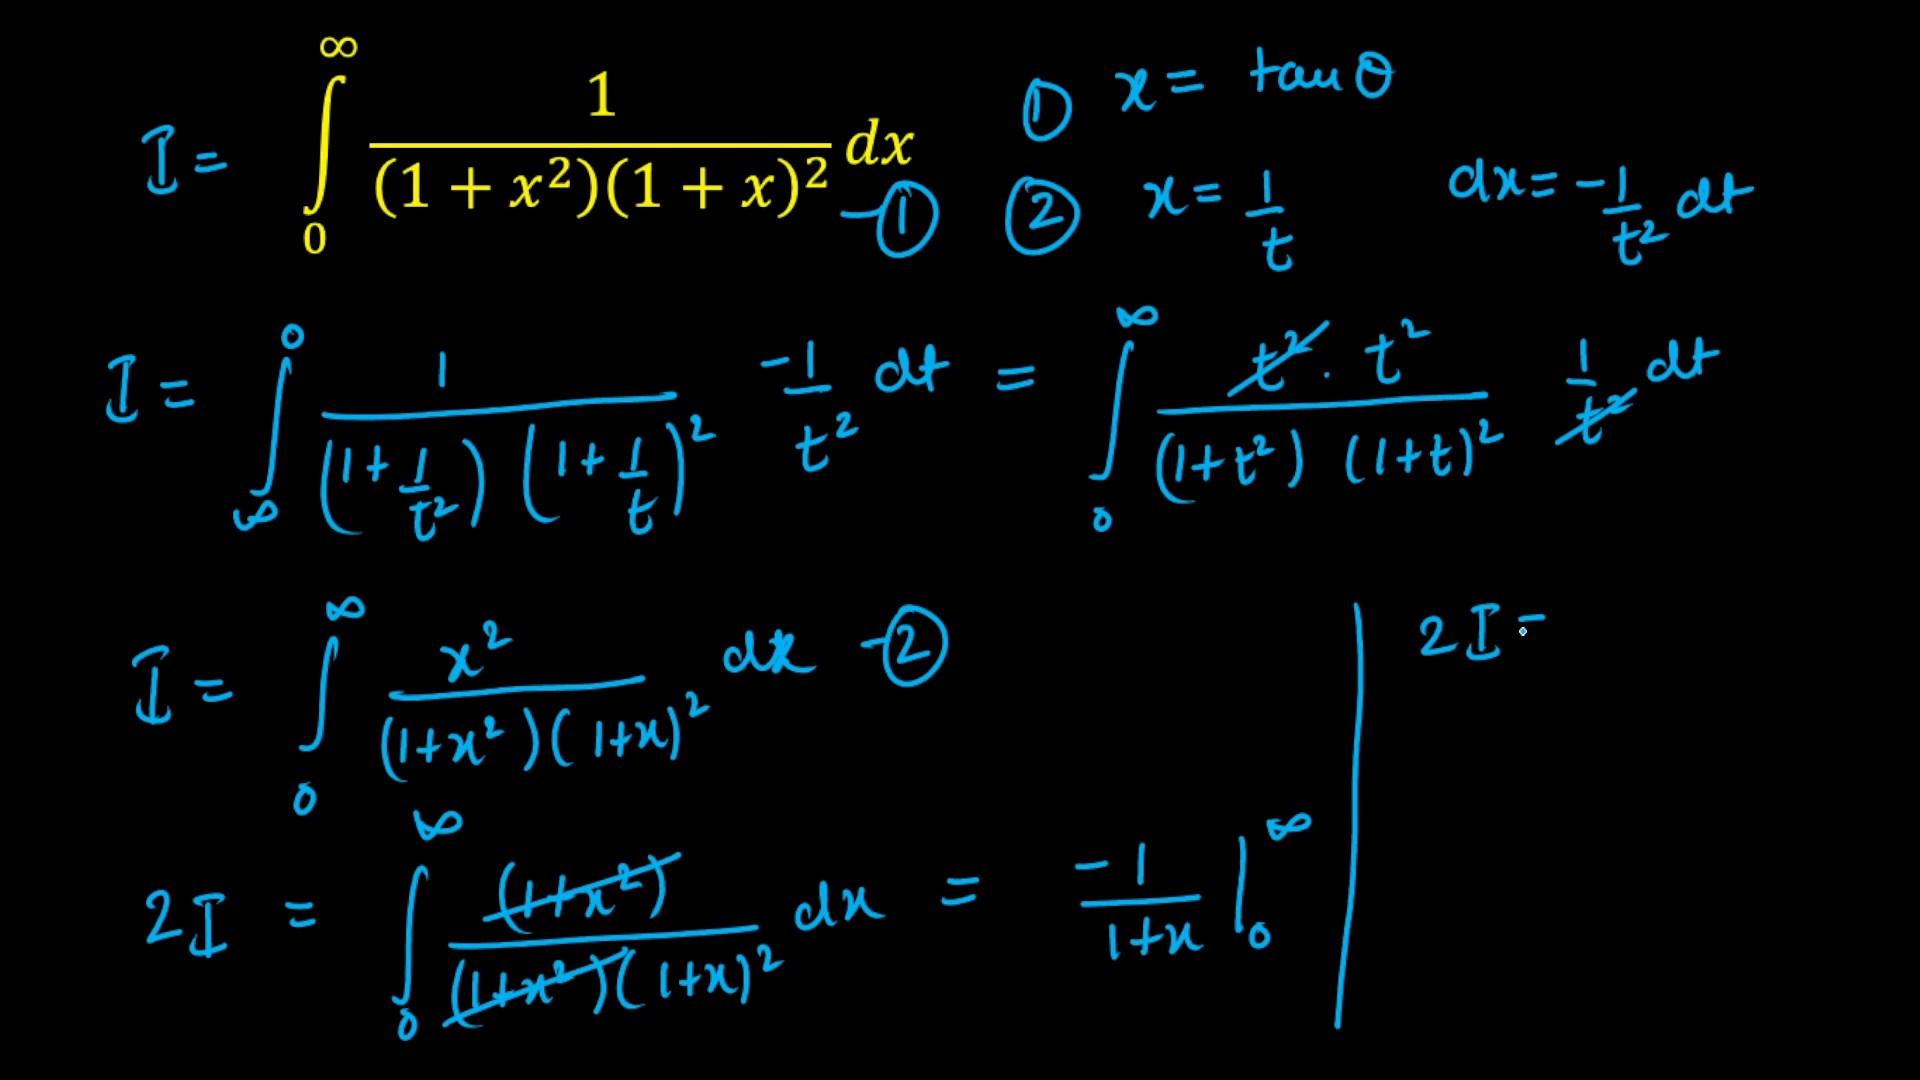 I = ∫₀^∞ 1/((1 + x²)(1 + x)²) dx -①
① x = tan θ
② x = 1/t    dx = -1/t² dt
I = ∫_∞^0 1/((1+1/t²)(1+1/t)²) -1/t² dt = ∫₀^∞ t² · t²/((1+t²)(1+t)²) 1/t² dt
I = ∫₀^∞ x²/((1+x²)(1+x)²) dx -②
2I = ∫₀^∞ (1+x²)/((1+x²)(1+x)²) dx = -1/(1+x) |₀^∞
2I =